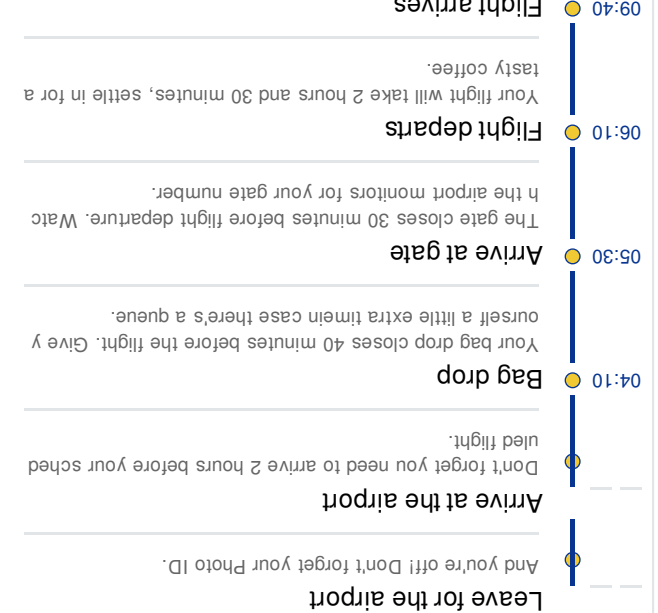 Leave for the airport
And you're off! Don't forget your Photo ID.
Arrive at the airport
Don't forget you need to arrive 2 hours before your sched
uled flight.
04:10 Bag drop
Your bag drop closes 40 minutes before the flight. Give y
ourself a little extra timein case there's a queue.
05:30 Arrive at gate
The gate closes 30 minutes before flight departure. Watc
h the airport monitors for your gate number.
06:10 Flight departs
Your flight will take 2 hours and 30 minutes, settle in for a
tasty coffee.
09:40 Flight arrives